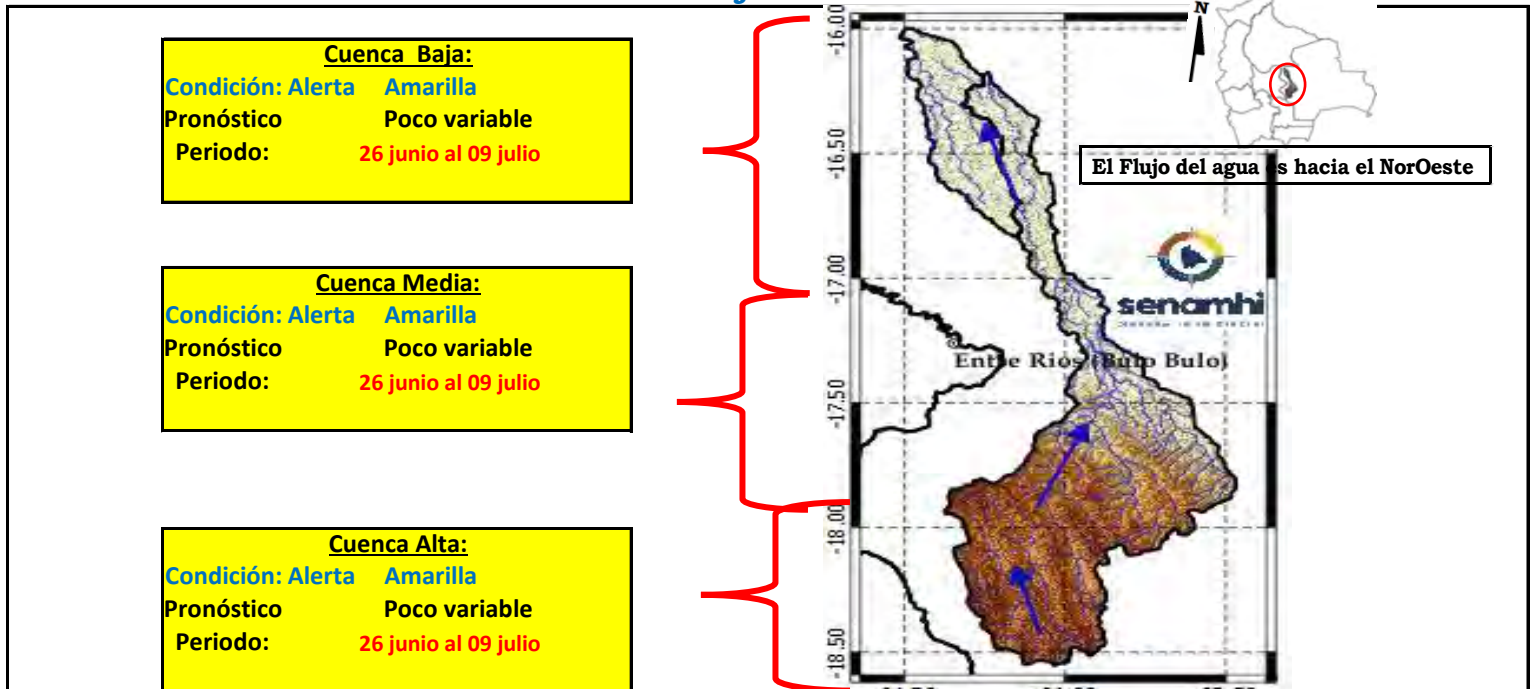 Cuenca Baja:
Condición: Alerta Amarilla
Pronóstico Poco variable
Periodo: 26 junio al 09 julio
Cuenca Media:
Condición: Alerta Amarilla
Pronóstico Poco variable
Periodo: 26 junio al 09 julio
Cuenca Alta:
Condición: Alerta Amarilla
Pronóstico Poco variable
Periodo: 26 junio al 09 julio
N
El Flujo del agua es hacia el NorOeste
senamhi
Entre Rios (Bulo Bulo)
-16.00
-16.50
-17.00
-17.50
-18.00
-18.50